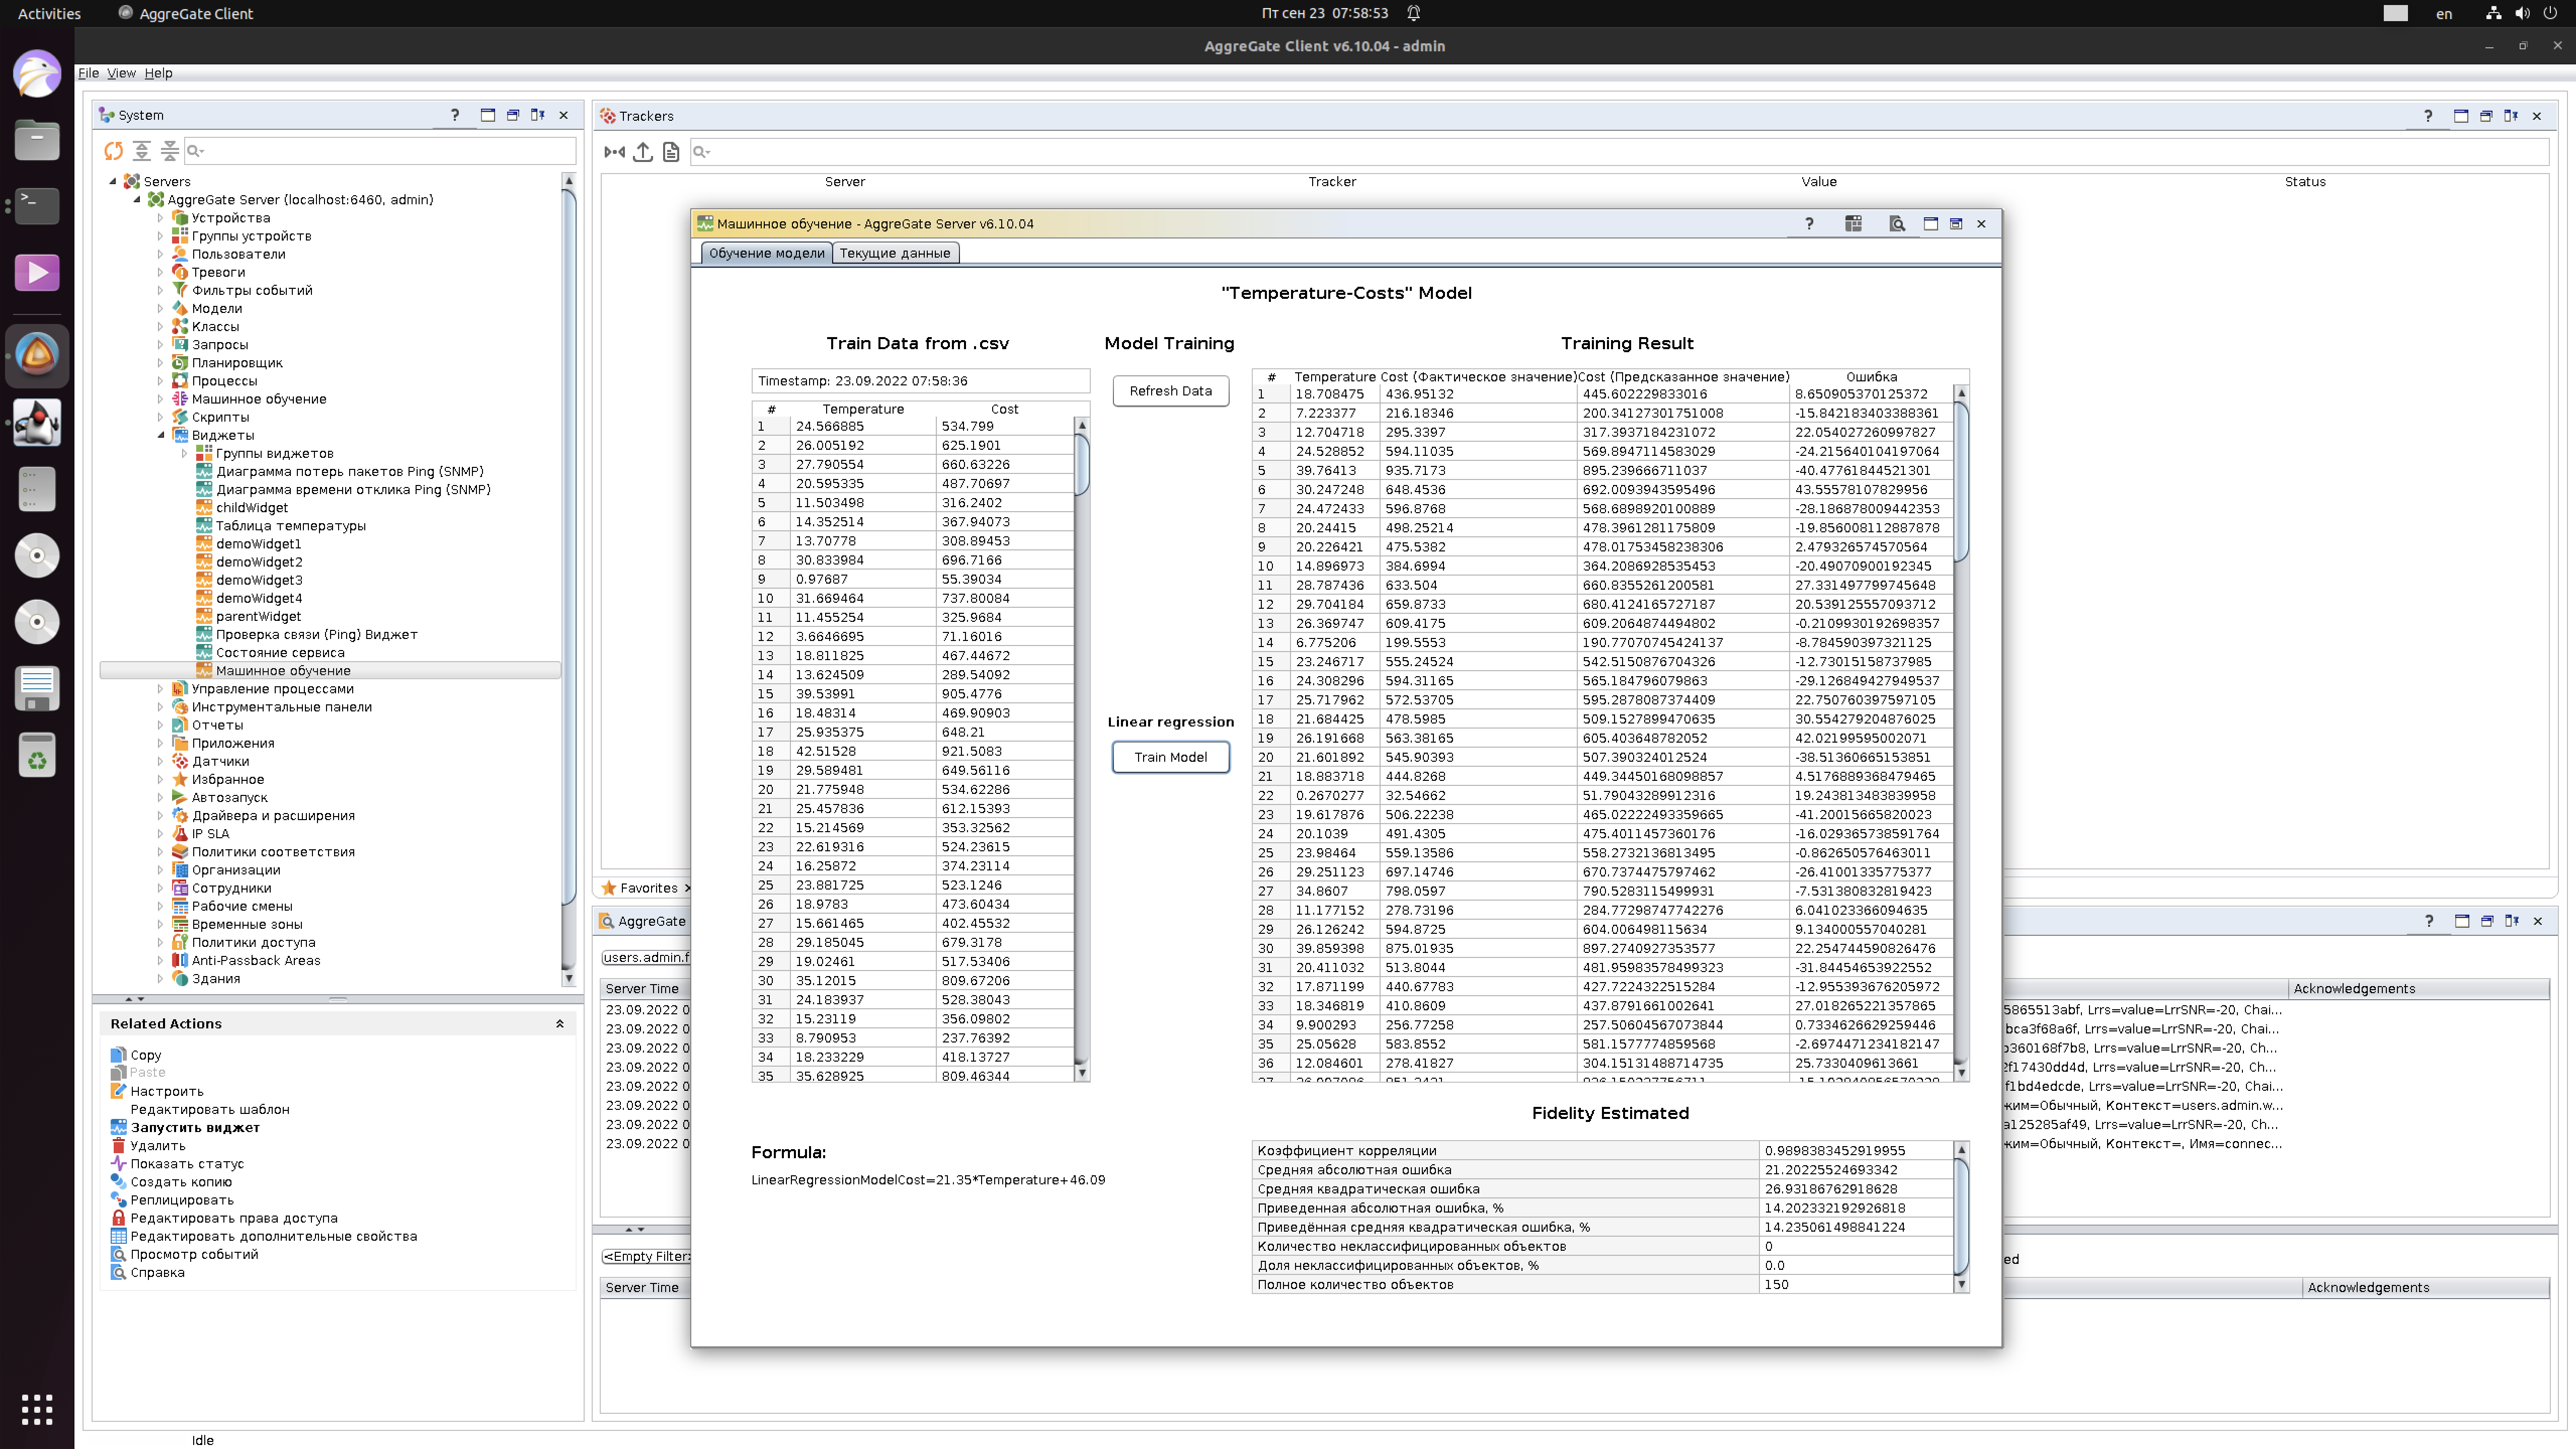 Activities
AggreGate Client
Пт сен 23 07:58:53
en
AggreGate Client v6.10.04 - admin
File View Help
System
Servers
AggreGate Server (localhost:6460, admin)
Устройства
Группы устройств
Пользователи
Тревоги
Фильтры событий
Модели
Классы
Запросы
Планировщик
Процессы
Машинное обучение
Скрипты
Виджеты
Группы виджетов
Диаграмма потерь пакетов Ping (SNMP)
Диаграмма времени отклика Ping (SNMP)
childWidget
Таблица температуры
demoWidget1
demoWidget2
demoWidget3
demoWidget4
parentWidget
Проверка связи (Ping) Виджет
Состояние сервиса
Машинное обучение
Управление процессами
Инструментальные панели
Отчеты
Приложения
Датчики
Избранное
Автозапуск
Драйвера и расширения
IP SLA
Политики соответствия
Организации
Сотрудники
Рабочие смены
Временные зоны
Политики доступа
Anti-Passback Areas
Здания
Related Actions
Copy
Paste
Настроить
Редактировать шаблон
Запустить виджет
Удалить
Показать статус
Создать копию
Реплицировать
Редактировать права доступа
Редактировать дополнительные свойства
Просмотр событий
Справка
Idle
Trackers
Server Tracker Value Status
Favorites
AggreGate
users.admin.f
Server Time
23.09.2022 0
23.09.2022 0
23.09.2022 0
23.09.2022 0
23.09.2022 0
23.09.2022 0
23.09.2022 0
23.09.2022 0
<Empty Filter>
Server Time
Машинное обучение - AggreGate Server v6.10.04
Обучение модели Текущие данные
"Temperature-Costs" Model
Train Data from .csv
Timestamp: 23.09.2022 07:58:36
# Temperature Cost
1 24.566885 534.799
2 26.005192 625.1901
3 27.790554 660.63226
4 20.595335 487.70697
5 11.503498 316.2402
6 14.352514 367.94073
7 13.70778 308.89453
8 30.833984 696.7166
9 0.97687 55.39034
10 31.669464 737.80084
11 11.455254 325.9684
12 3.6646695 71.16016
13 18.811825 467.44672
14 13.624509 289.54092
15 39.53991 905.4776
16 18.48314 469.90903
17 25.935375 648.21
18 42.51528 921.5083
19 29.589481 649.56116
20 21.775948 534.62286
21 25.457836 612.15393
22 15.214569 353.32562
23 22.619316 524.23615
24 16.25872 374.23114
25 23.881725 523.1246
26 18.9783 473.60434
27 15.661465 402.45532
28 29.185045 679.3178
29 19.02461 517.53406
30 35.12015 809.67206
31 24.183937 528.38043
32 15.23119 356.09802
33 8.790953 237.76392
34 18.233229 418.13727
35 35.628925 809.46344
Model Training
Refresh Data
Linear regression
Train Model
Training Result
# Temperature Cost (Фактическое значение) Cost (Предсказанное значение) Ошибка
1 18.708475 436.95132 445.602229833016 8.650905370125372
2 7.223377 216.18346 200.34127301751008 -15.842183403388361
3 12.704718 295.3397 317.3937184231072 22.054027260997827
4 24.528852 594.11035 569.8947114583029 -24.215640104197064
5 39.76413 935.7173 895.239666711037 -40.47761844521301
6 30.247248 648.4536 692.0093943595496 43.55578107829956
7 24.472433 596.8768 568.6898920100889 -28.186878009442353
8 20.24415 498.25214 478.3961281175809 -19.856008112887878
9 20.226421 475.5382 478.01753458238306 2.479326574570564
10 14.896973 384.6994 364.2086928535453 -20.49070900192345
11 28.787436 633.504 660.8355261200581 27.331497799745648
12 29.704184 659.8733 680.4124165727187 20.539125557093712
13 26.369747 609.4175 609.2064874494802 -0.2109930192698357
14 6.775206 199.5553 190.77070745424137 -8.784590397321125
15 23.246717 555.24524 542.5150876704326 -12.73015158737985
16 24.308296 594.31165 565.184796079863 -29.126849427949537
17 25.717962 572.53705 595.2878087374409 22.750760397597105
18 21.684425 478.5985 509.1527899470635 30.554279204876025
19 26.191668 563.38165 605.403648782052 42.02199595002071
20 21.601892 545.90393 507.390324012524 -38.51360665153851
21 18.883718 444.8268 449.34450168098857 4.5176889368479465
22 0.2670277 32.54662 51.79043289912316 19.243813483839958
23 19.617876 506.22238 465.02222493359665 -41.20015665820023
24 20.1039 491.4305 475.4011457360176 -16.029365738591764
25 23.98464 559.13586 558.2732136813495 -0.862650576463011
26 29.251123 697.14746 670.7374475797462 -26.41001335775377
27 34.8607 798.0597 790.5283115499931 -7.531380832819423
28 11.177152 278.73196 284.77298747742276 6.041023366094635
29 26.126242 594.8725 604.006498115634 9.134000557040281
30 39.859398 875.01935 897.2740927353577 22.254744590826476
31 20.411032 513.8044 481.95983578499323 -31.84454653922552
32 17.871199 440.67783 427.7224322515284 -12.955393676205972
33 18.346819 410.8609 437.8791661002641 27.018265221357865
34 9.900293 256.77258 257.50604567073844 0.7334626629259446
35 25.05628 583.8552 581.1577774859568 -2.6974471234182147
36 12.084601 278.41827 304.15131488714735 25.7330409613661
Formula:
LinearRegressionModelCost=21.35*Temperature+46.09
Fidelity Estimated
Коэффициент корреляции 0.9898383452919955
Средняя абсолютная ошибка 21.20225524693342
Средняя квадратическая ошибка 26.93186762918628
Приведенная абсолютная ошибка, % 14.202332192926818
Приведённая средняя квадратическая ошибка, % 14.235061498841224
Количество неклассифицированных объектов 0
Доля неклассифицированных объектов, % 0.0
Полное количество объектов 150
Acknowledgements
5865513abf, Lrrs=value=LrrSNR=-20, Chai...
bca3f68a6f, Lrrs=value=LrrSNR=-20, Chai...
b360168f7b8, Lrrs=value=LrrSNR=-20, Ch...
2f17430dd4d, Lrrs=value=LrrSNR=-20, Chai...
f1bd4edcde, Lrrs=value=LrrSNR=-20, Chai...
жим=Обычный, Контекст=users.admin.w...
a125285af49, Lrrs=value=LrrSNR=-20, Ch...
жим=Обычный, Контекст=, Имя=connec...
ed
Acknowledgements